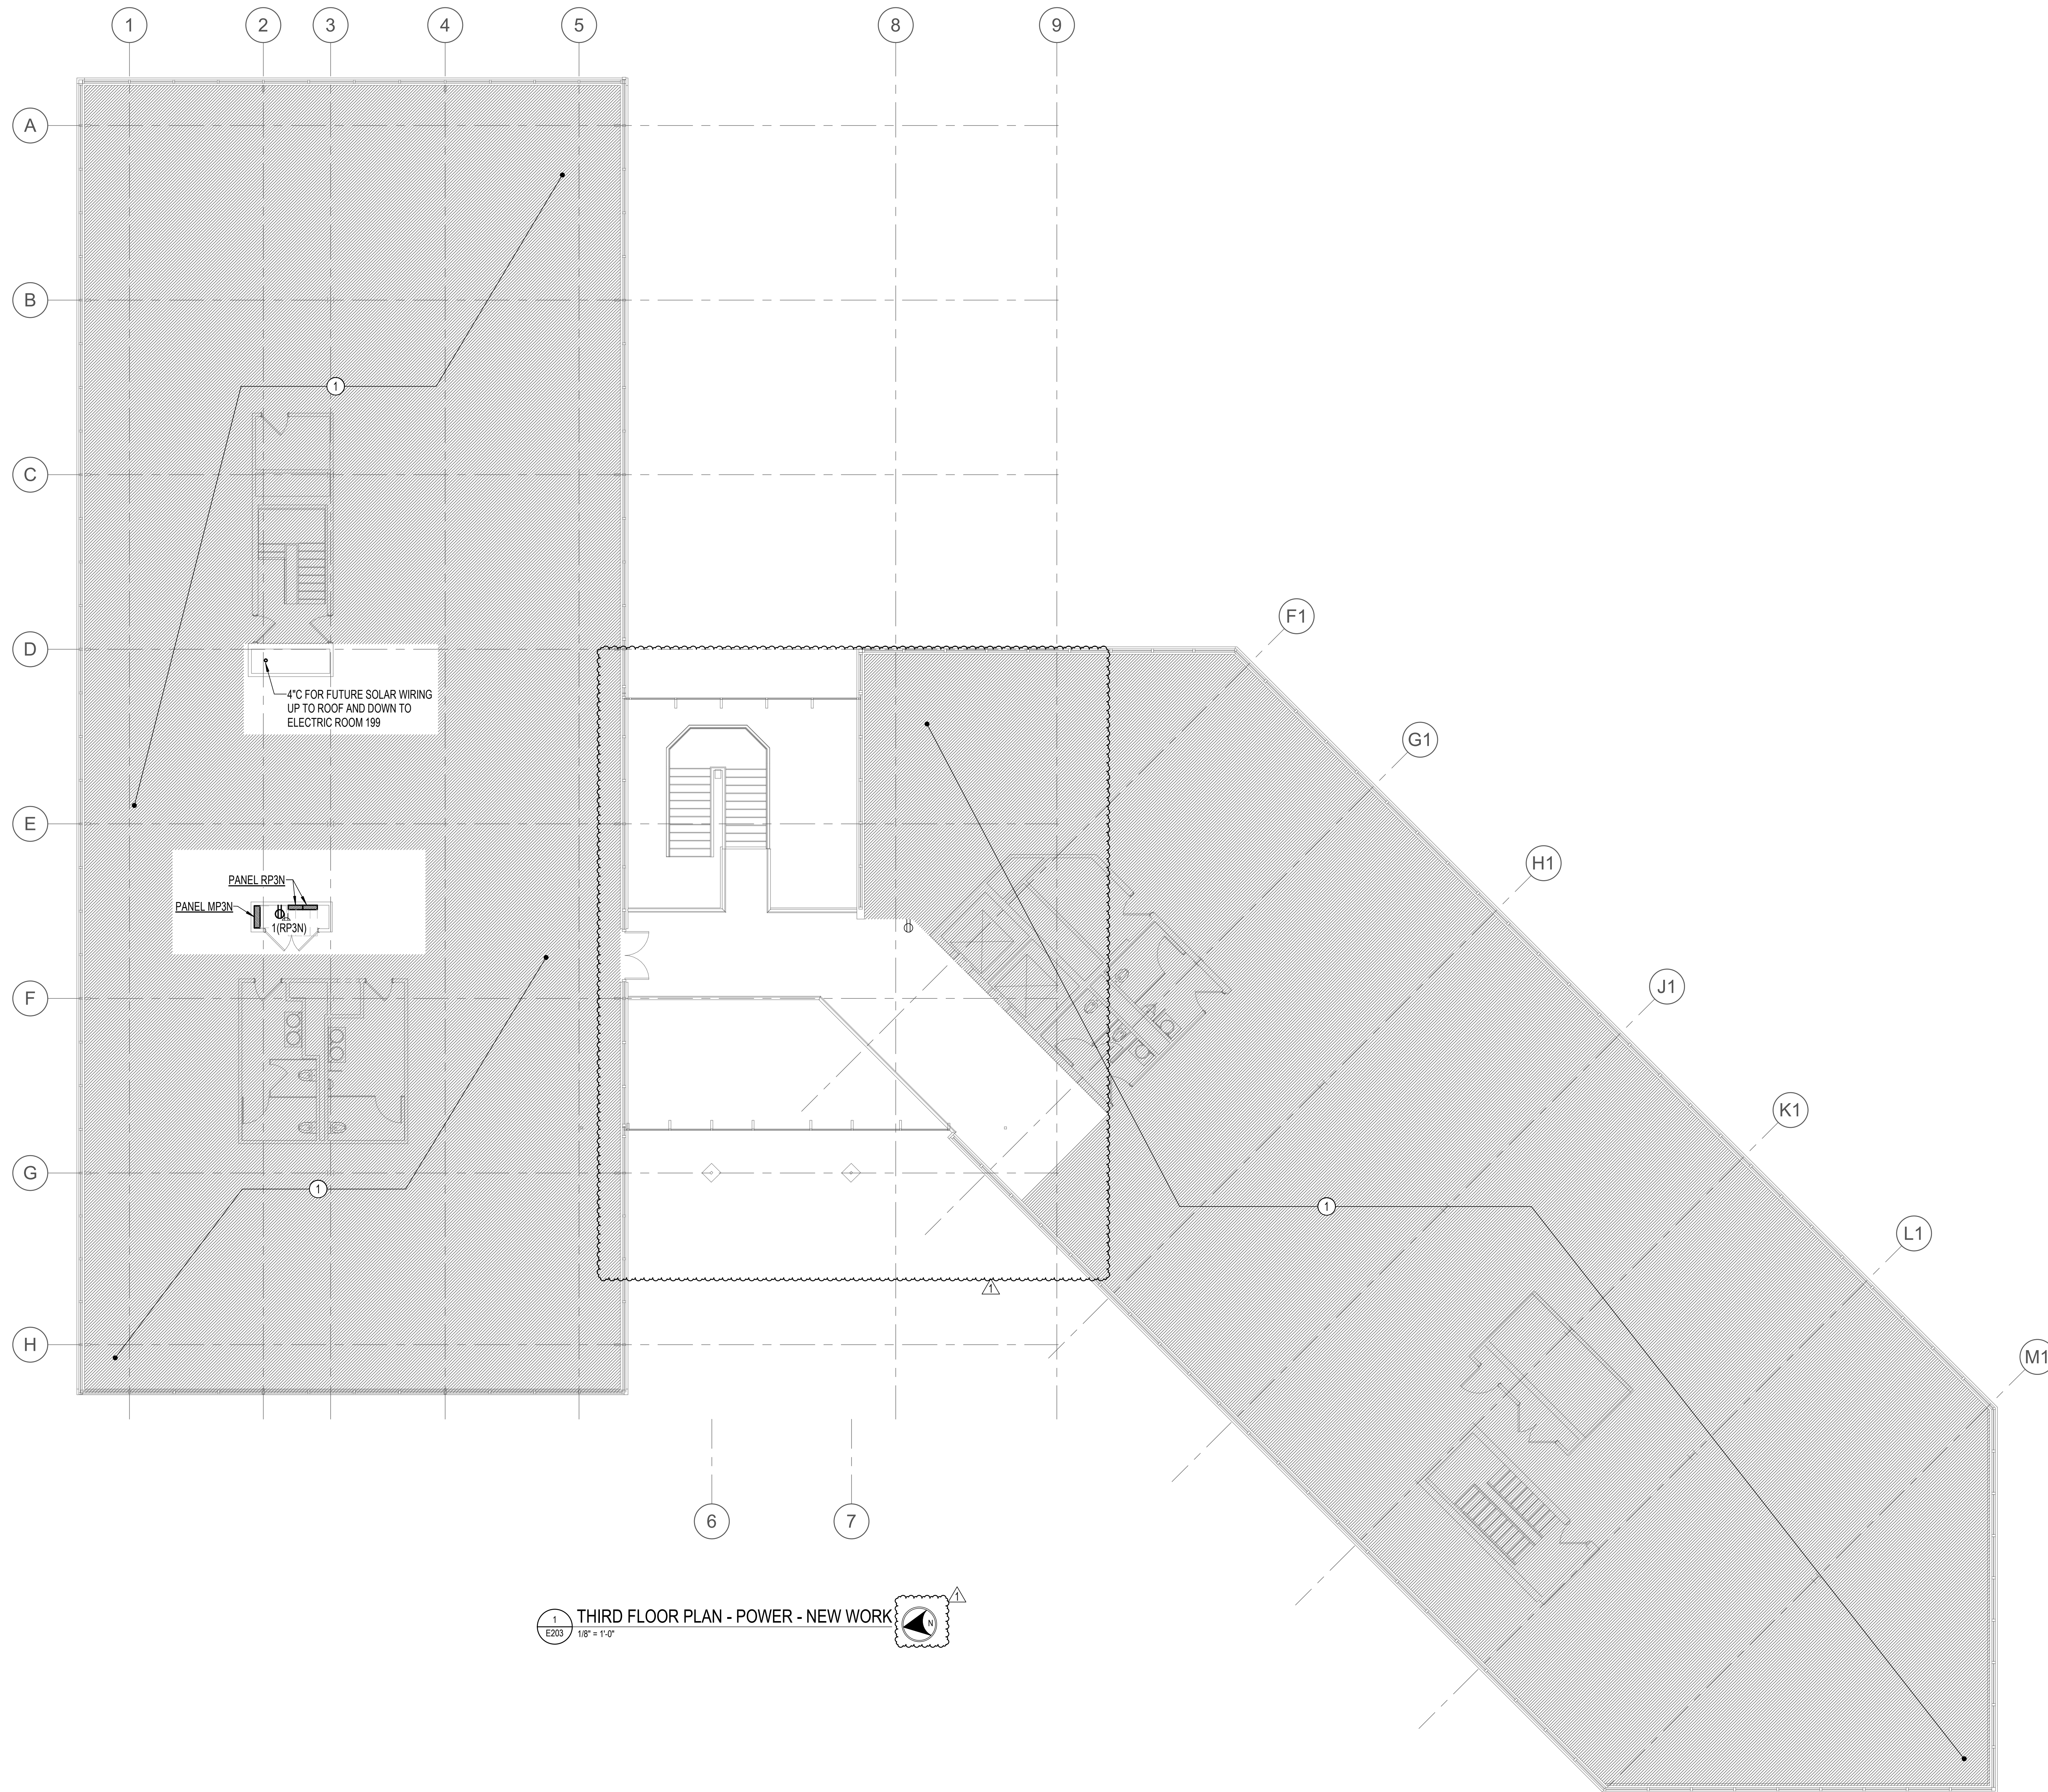 1
2
3
4
5
8
9
A
B
C
D
E
F
G
H
F1
G1
H1
J1
K1
L1
M1
1
4"C FOR FUTURE SOLAR WIRING
UP TO ROOF AND DOWN TO
ELECTRIC ROOM 199
PANEL RP3N
PANEL MP3N
1(RP3N)
1
1
1
6
7
1
E203
THIRD FLOOR PLAN - POWER - NEW WORK
1/8" = 1'-0"
N
1